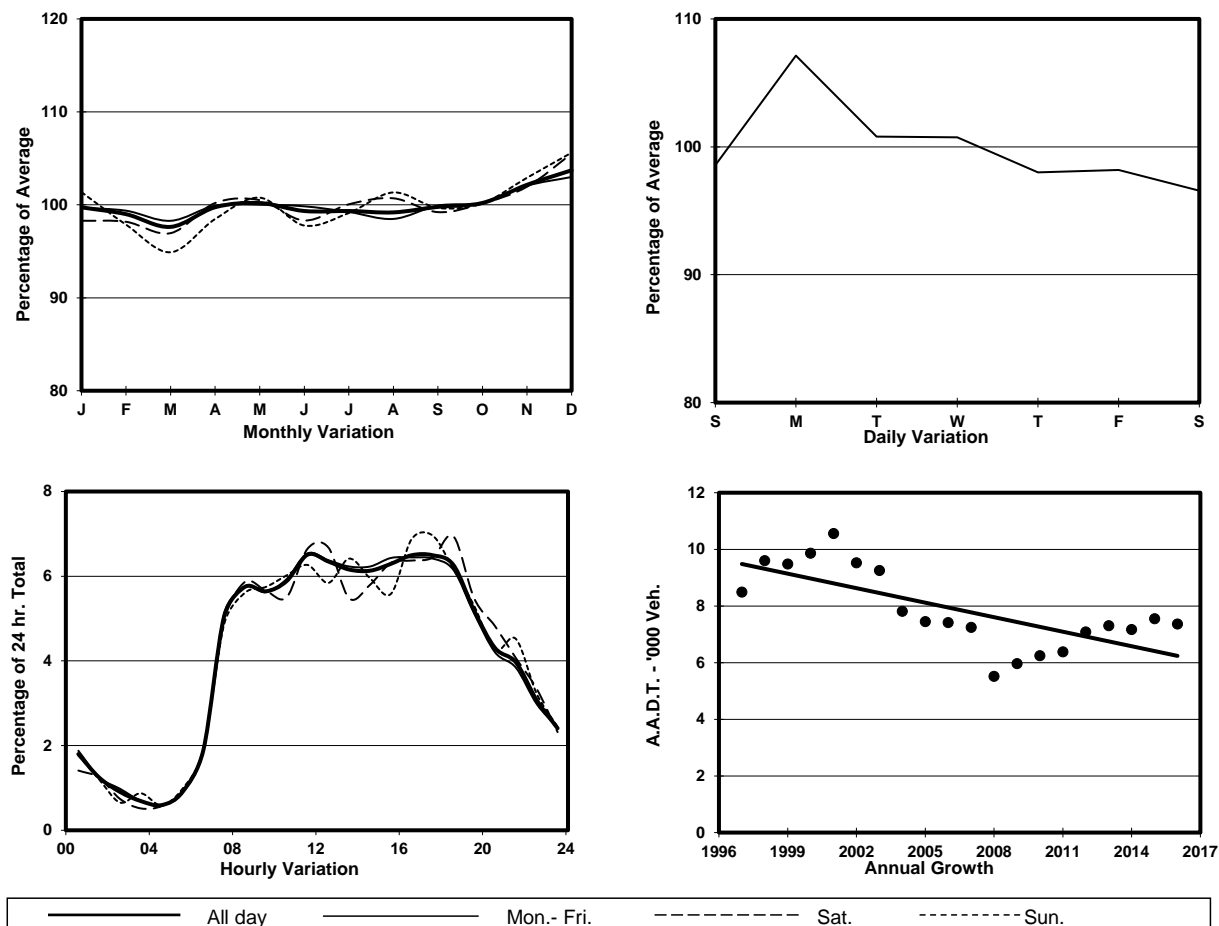 120
110
100
90
80
Percentage of Average
J F M A M J J A S O N D
Monthly Variation
110
100
90
80
Percentage of Average
S M T W T F S
Daily Variation
8
6
4
2
0
Percentage of 24 hr. Total
00 04 08 12 16 20 24
Hourly Variation
12
10
8
6
4
2
0
A.A.D.T. - '000 Veh.
1996 1999 2002 2005 2008 2011 2014 2017
Annual Growth
All day Mon.- Fri. Sat. Sun.